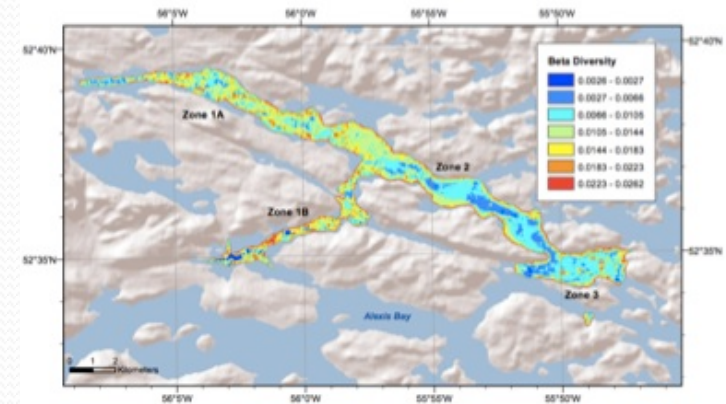 56°5'W 56°0'W 55°55'W 55°50'W
52°40'N 52°40'N
Beta Diversity
0.0026 - 0.0027
0.0027 - 0.0066
0.0066 - 0.0105
0.0105 - 0.0144
0.0144 - 0.0183
0.0183 - 0.0223
0.0223 - 0.0262
Zone 1A
Zone 2
Zone 1B
52°35'N 52°35'N
Zone 3
Alexis Bay
0 1 2
Kilometers
56°5'W 56°0'W 55°55'W 55°50'W